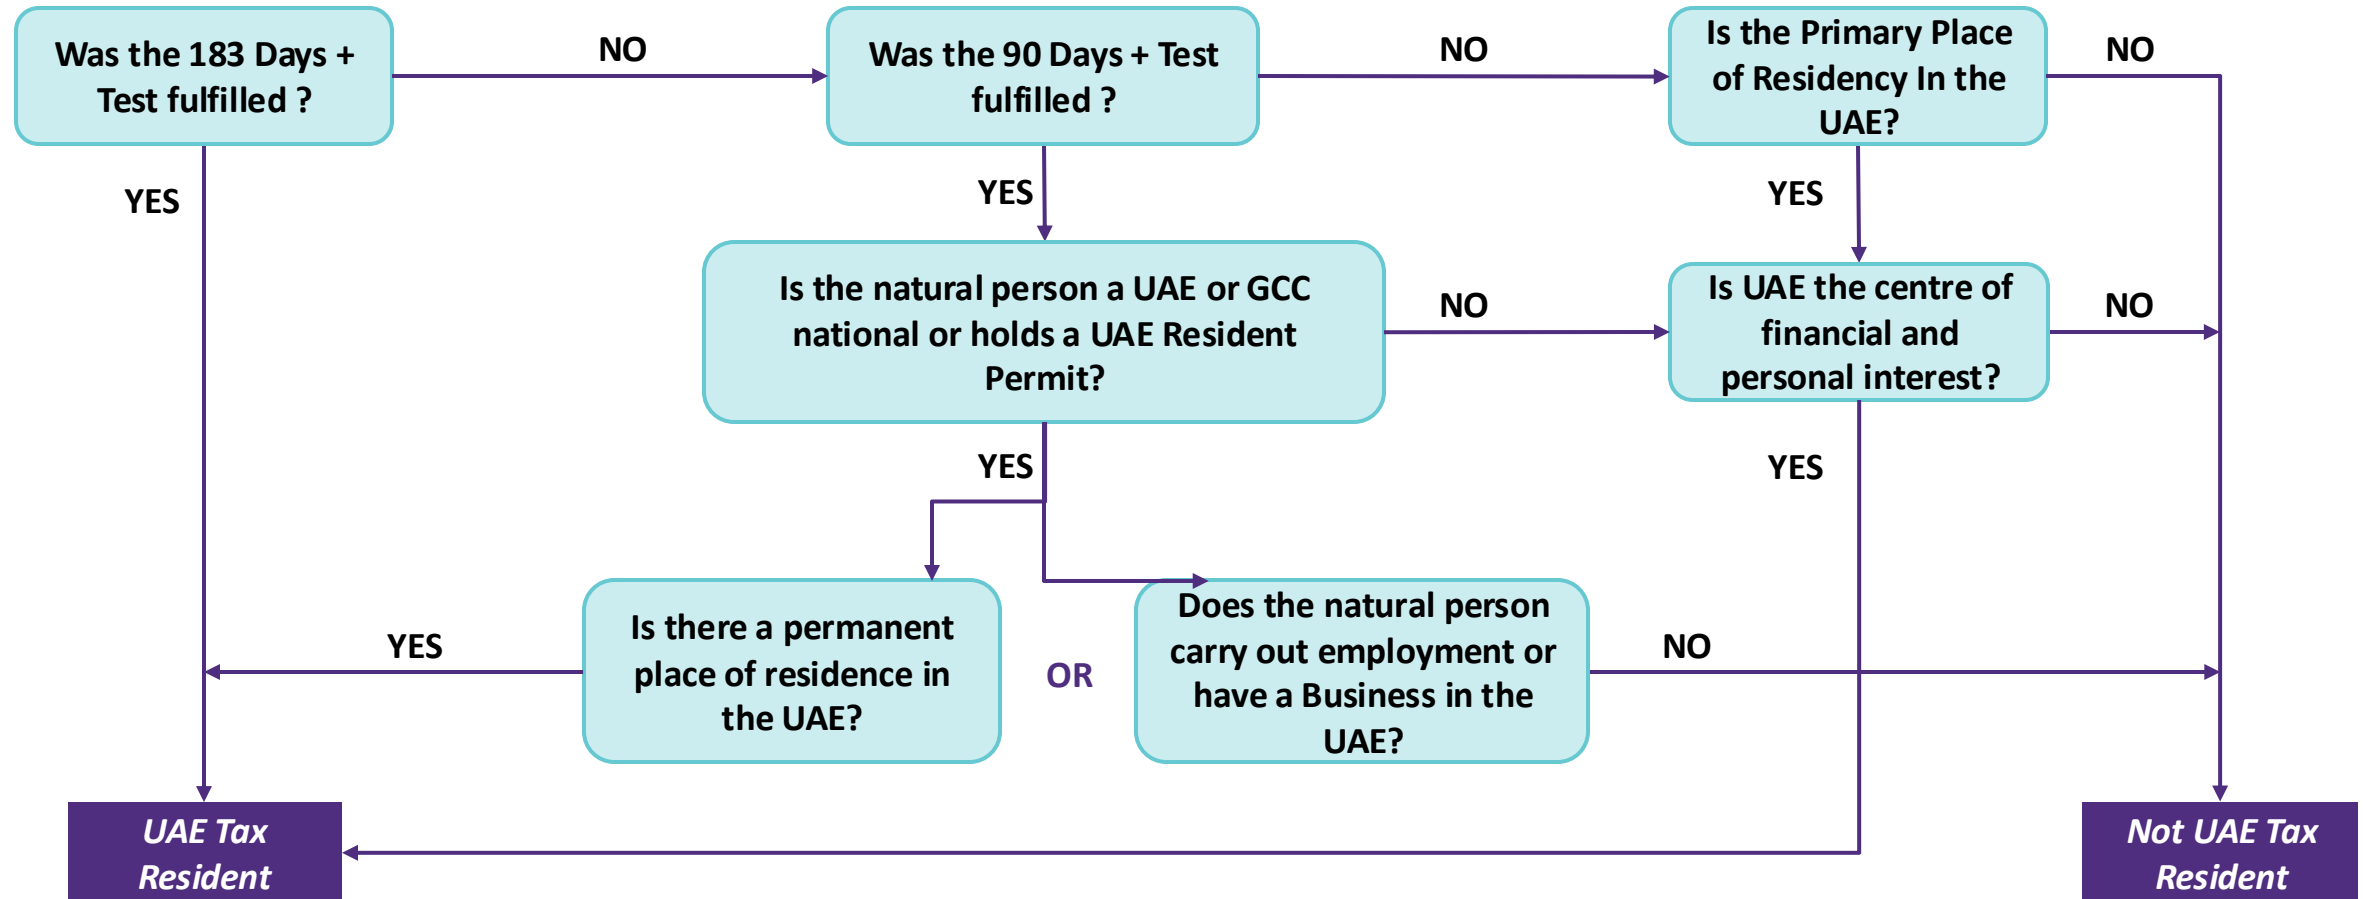 Was the 183 Days +
Test fulfilled ?
NO
Was the 90 Days + Test
fulfilled ?
NO
Is the Primary Place
of Residency In the
UAE?
NO
YES
YES
YES
Is the natural person a UAE or GCC
national or holds a UAE Resident
Permit?
NO
Is UAE the centre of
financial and
personal interest?
NO
YES
YES
YES
Is there a permanent
place of residence in
the UAE?
OR
Does the natural person
carry out employment or
have a Business in the
UAE?
NO
UAE Tax
Resident
Not UAE Tax
Resident